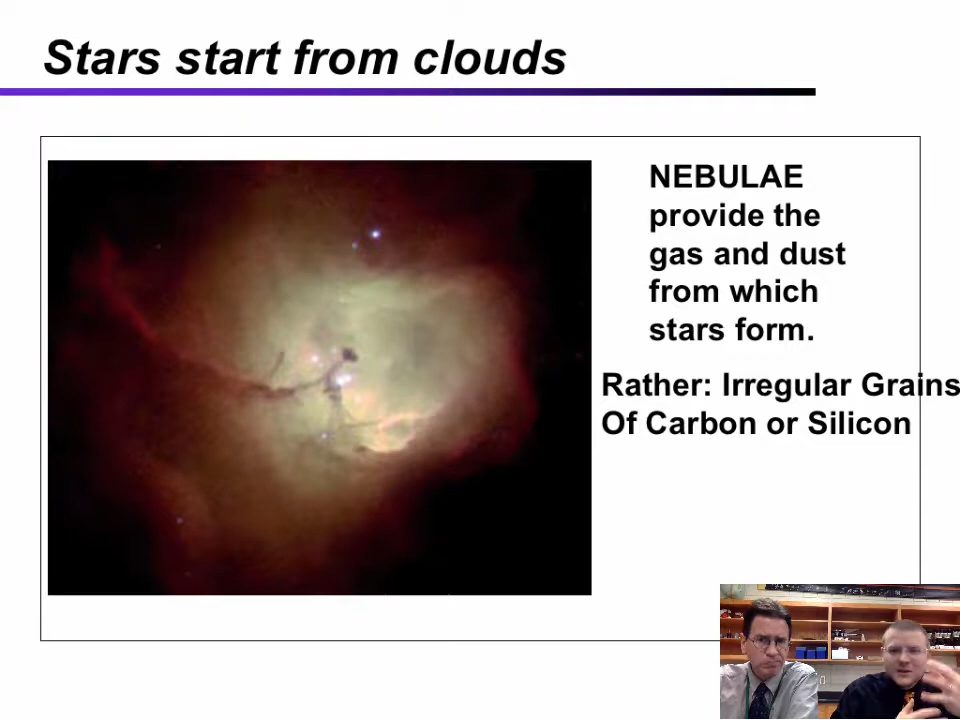 Stars start from clouds
NEBULAE
provide the
gas and dust
from which
stars form.
Rather: Irregular Grains
Of Carbon or Silicon